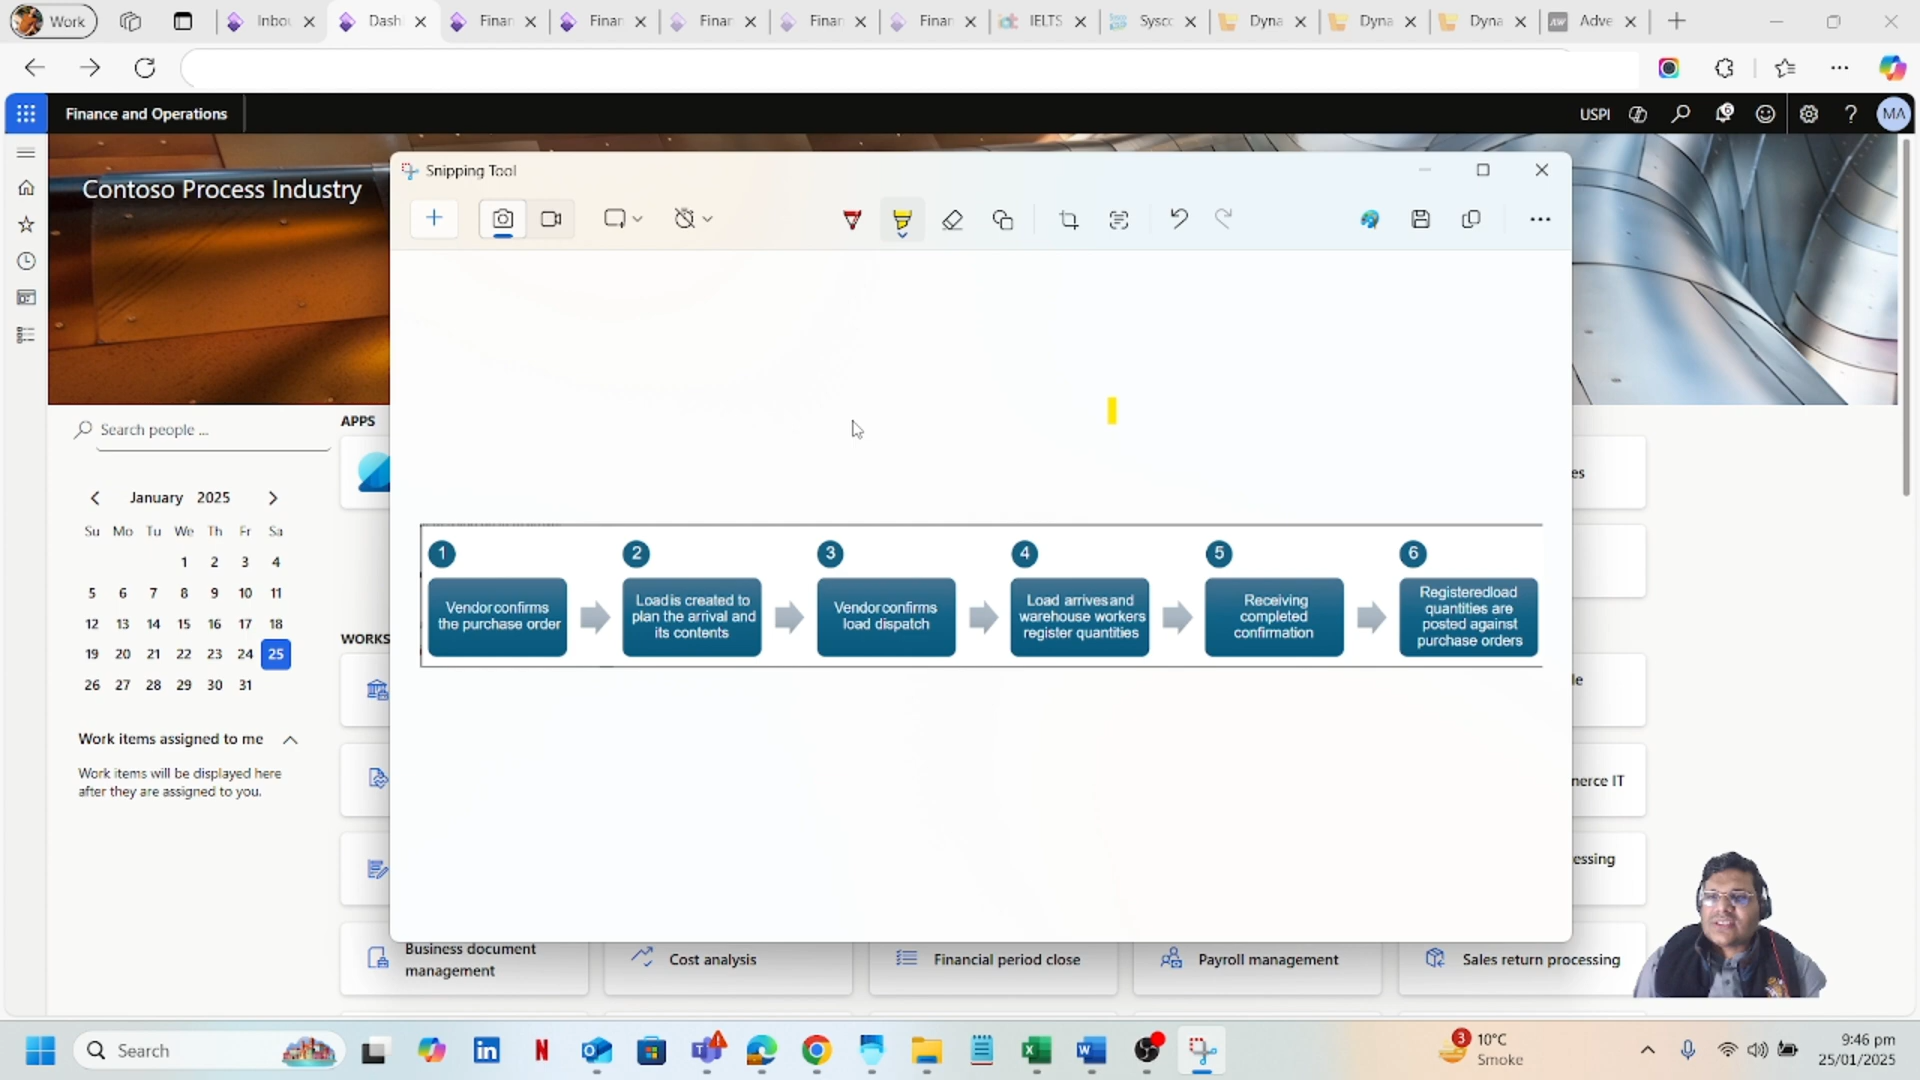 Work
Inbo
Dash
Finan
Finan
Finan
Finan
Finan
IELTS
Sysco
Dyna
Dyna
Dyna
Adve
Finance and Operations
USPI
6
MA
Contoso Process Industry
Snipping Tool
Search people ...
APPS
January 2025
Su Mo Tu We Th Fr Sa
1 2 3 4
5 6 7 8 9 10 11
12 13 14 15 16 17 18
19 20 21 22 23 24 25
26 27 28 29 30 31
Work items assigned to me
Work items will be displayed here
after they are assigned to you.
WORKS
1
Vendor confirms
the purchase order
2
Load is created to
plan the arrival and
its contents
3
Vendor confirms
load dispatch
4
Load arrives and
warehouse workers
register quantities
5
Receiving
completed
confirmation
6
Registered load
quantities are
posted against
purchase orders
es
le
nerce IT
essing
Business document
management
Cost analysis
Financial period close
Payroll management
Sales return processing
Search
3
10°C
Smoke
9:46 pm
25/01/2025